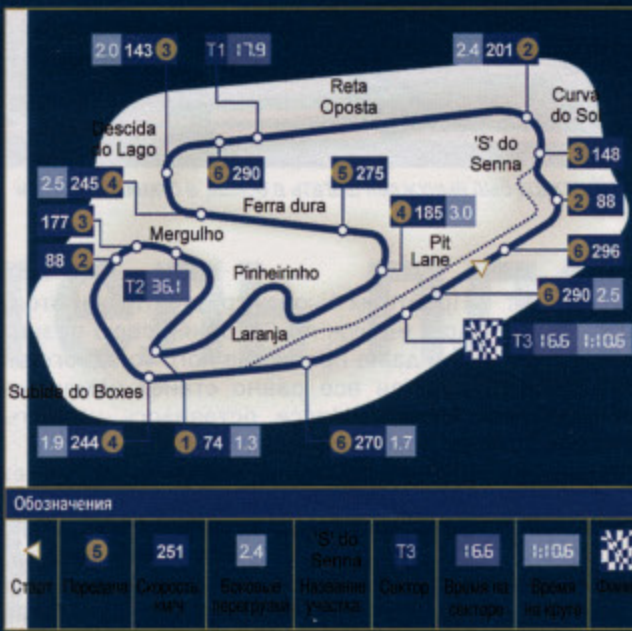 2.0 143 3
T1 17.9
2.4 201 2
Reta
Oposta
Curva
do Sol
Descida
do Lago
'S' do
Senna
3 148
6 290
5 275
2.5 245 4
Ferra dura
4 185 3.0
2 88
177 3
Mergulho
Pit
Lane
6 296
88 2
T2 36.1
Pinheirinho
6 290 2.5
Laranja
T3 16.6 1:10.6
Subida do Boxes
1.9 244 4
1 74 1.3
6 270 1.7
Обозначения
5
251
2.4
'S' do
Senna
T3
16.6
1:10.6
Старт
Передача
Скорость
км/ч
Боковые
перегрузки
Название
участка
Сектор
Время на
секторе
Время
на круге